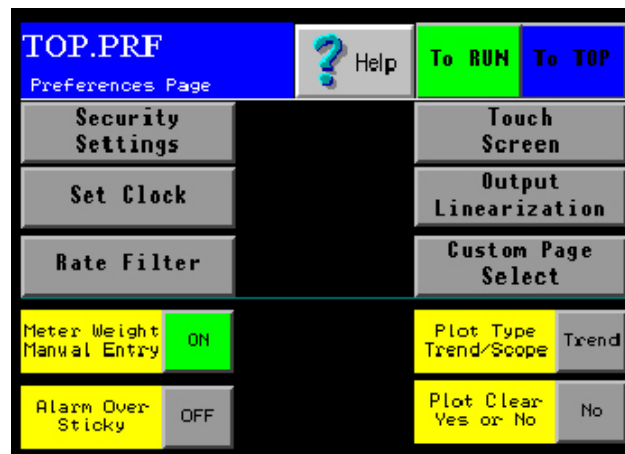 TOP.PRF
Preferences Page
Help
To RUN
To TOP
Security
Settings
Touch
Screen
Set Clock
Output
Linearization
Rate Filter
Custom Page
Select
Meter Weight
Manual Entry
ON
Plot Type
Trend/Scope
Trend
Alarm Over
Sticky
OFF
Plot Clear
Yes or No
No